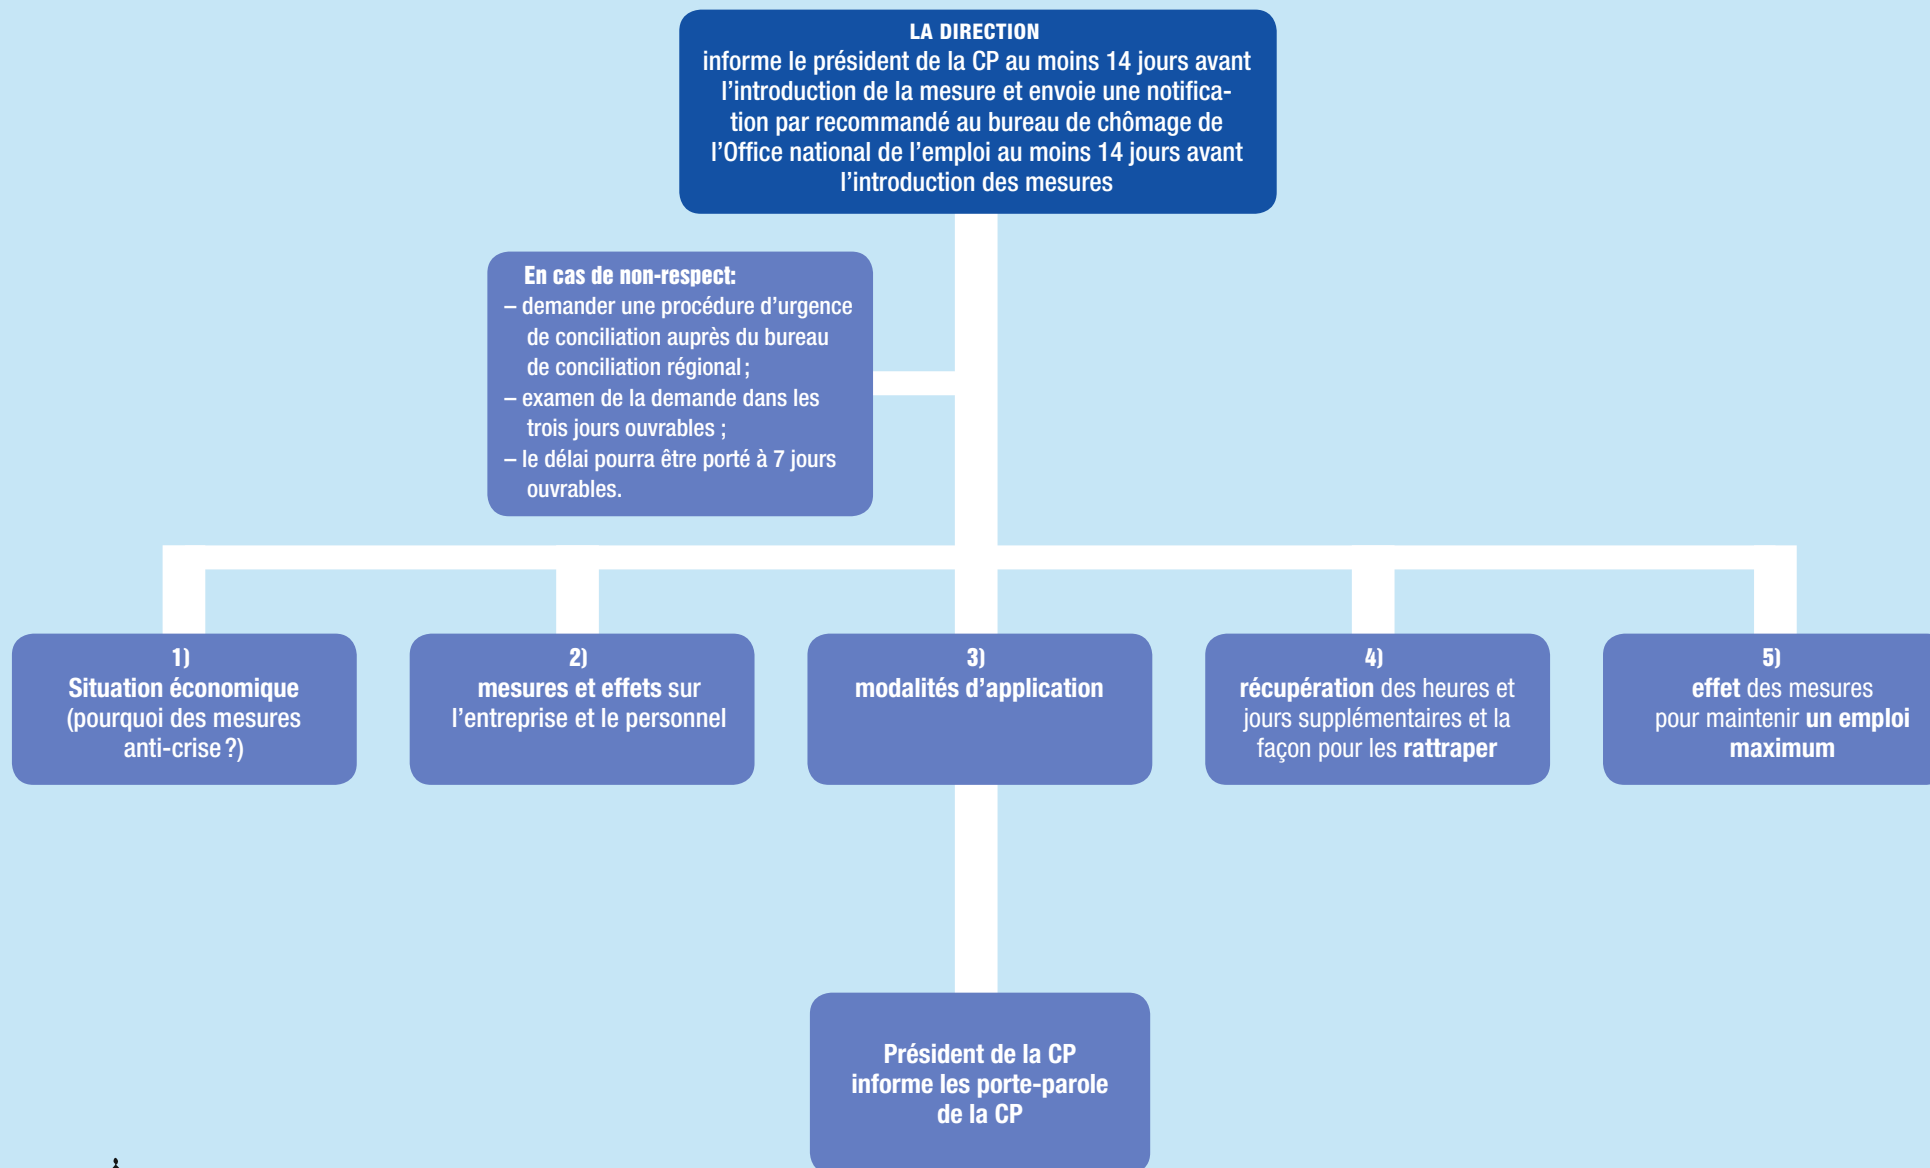 LA DIRECTION
informe le président de la CP au moins 14 jours avant
l'introduction de la mesure et envoie une notifica-
tion par recommandé au bureau de chômage de
l'Office national de l'emploi au moins 14 jours avant
l'introduction des mesures
En cas de non-respect:
– demander une procédure d'urgence
de conciliation auprès du bureau
de conciliation régional ;
– examen de la demande dans les
trois jours ouvrables ;
– le délai pourra être porté à 7 jours
ouvrables.
1)
Situation économique
(pourquoi des mesures
anti-crise ?)
2)
mesures et effets sur
l'entreprise et le personnel
3)
modalités d'application
4)
récupération des heures et
jours supplémentaires et la
façon pour les rattraper
5)
effet des mesures
pour maintenir un emploi
maximum
Président de la CP
informe les porte-parole
de la CP